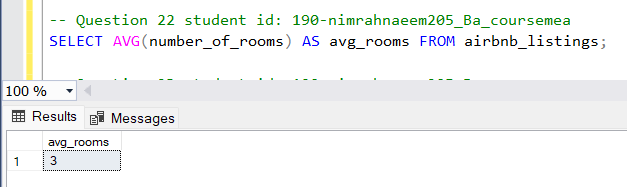 -- Question 22 student id: 190-nimrahnaeem205_Ba_coursemea
SELECT AVG(number_of_rooms) AS avg_rooms FROM airbnb_listings;
100 %
Results Messages
avg_rooms
1 3